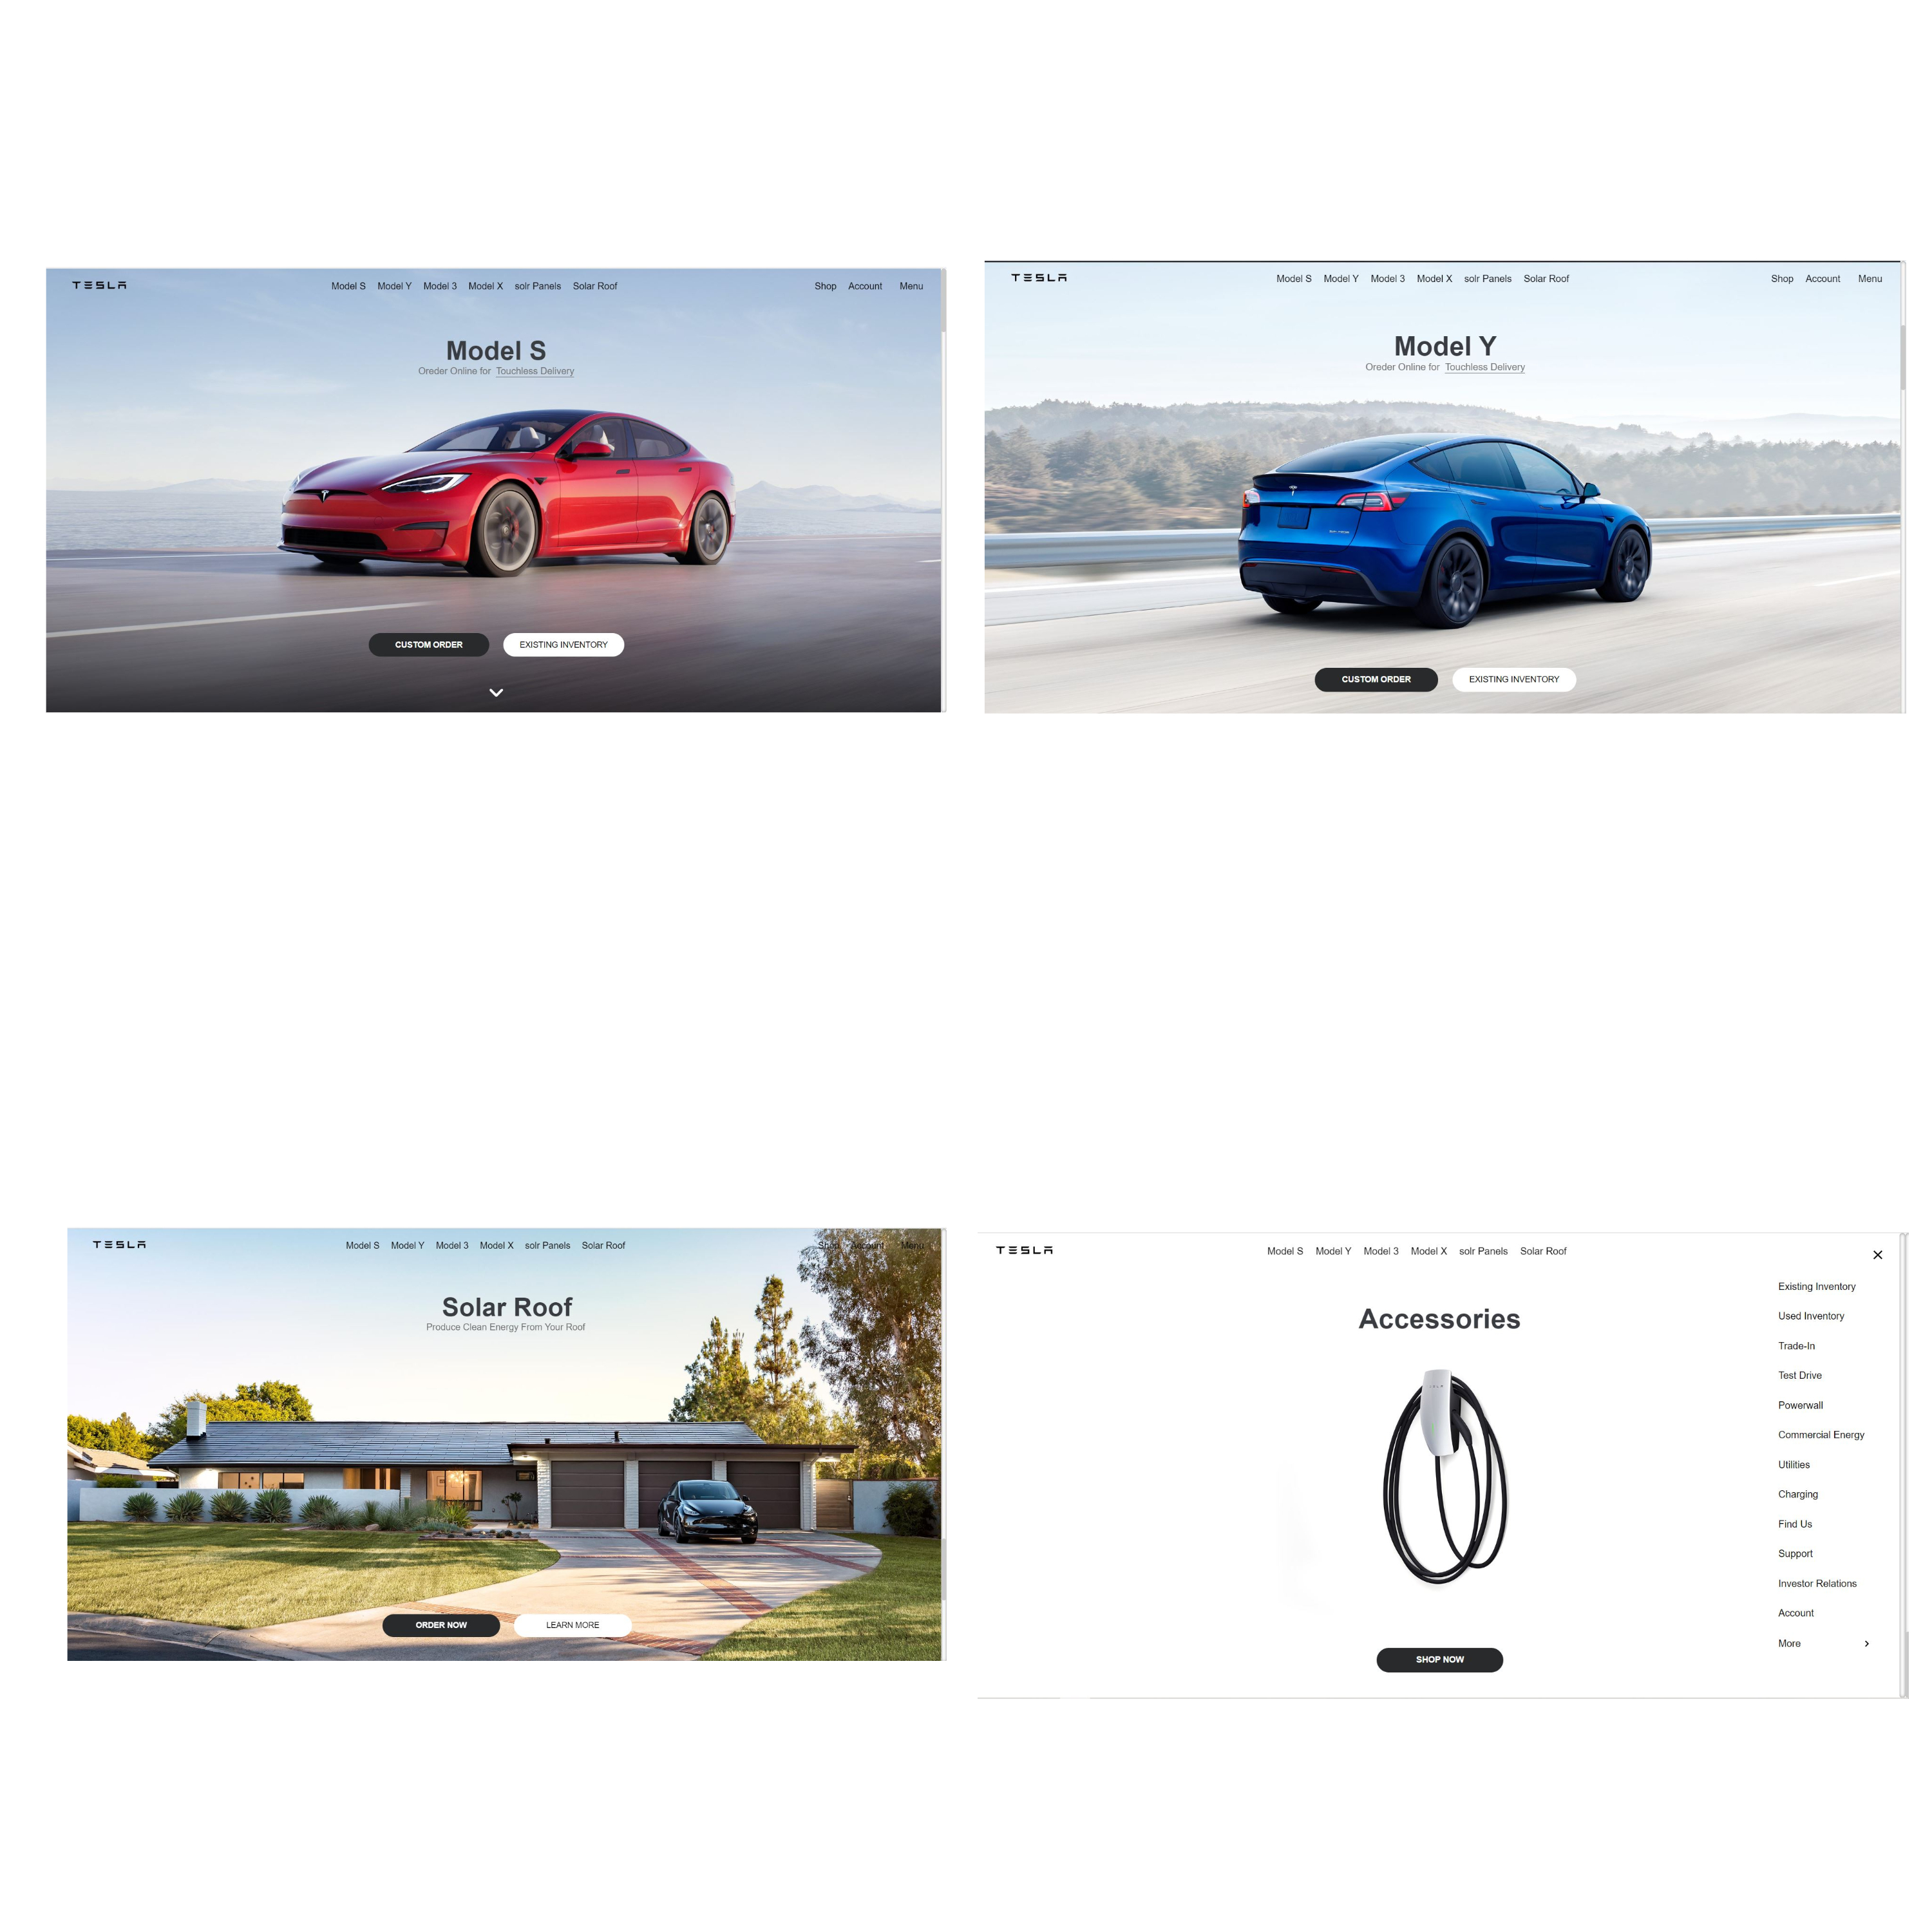 TESLA Model S Model Y Model 3 Model X solr Panels Solar Roof Shop Account Menu
Model S
Oreder Online for Touchless Delivery
CUSTOM ORDER EXISTING INVENTORY
TESLA Model S Model Y Model 3 Model X solr Panels Solar Roof Shop Account Menu
Model Y
Oreder Online for Touchless Delivery
CUSTOM ORDER EXISTING INVENTORY
TESLA Model S Model Y Model 3 Model X solr Panels Solar Roof Shop Account Menu
Solar Roof
Produce Clean Energy From Your Roof
ORDER NOW LEARN MORE
TESLA Model S Model Y Model 3 Model X solr Panels Solar Roof
Accessories
SHOP NOW
Existing Inventory
Used Inventory
Trade-In
Test Drive
Powerwall
Commercial Energy
Utilities
Charging
Find Us
Support
Investor Relations
Account
More